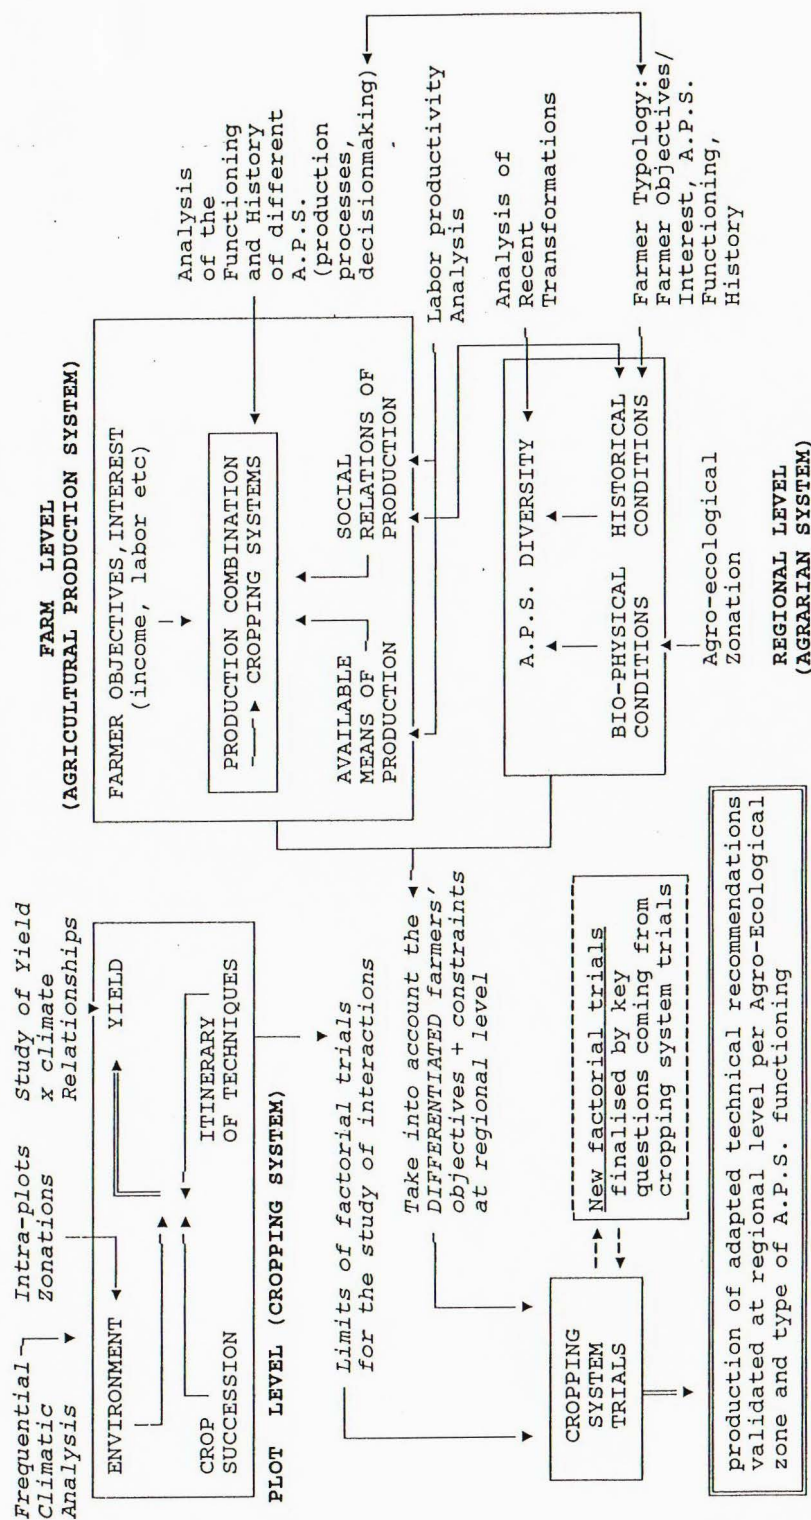 Frequential
Climatic
Analysis
Intra-plots
Zonations
Study of Yield
x climate
Relationships
ENVIRONMENT
YIELD
CROP
SUCCESSION
ITINERARY
OF TECHNIQUES
PLOT LEVEL (CROPPING SYSTEM)
FARM LEVEL
(AGRICULTURAL PRODUCTION SYSTEM)
FARMER OBJECTIVES,INTEREST
(income, labor etc)
PRODUCTION COMBINATION
CROPPING SYSTEMS
AVAILABLE
MEANS OF
PRODUCTION
SOCIAL
RELATIONS OF
PRODUCTION
Analysis
of the
Functioning
and History
of different
A.P.S.
(production
processes,
decisionmaking)
Labor productivity
Analysis
Analysis of
Recent
Transformations
Farmer Typology:
Farmer Objectives/
Interest, A.P.S.
Functioning,
History
A.P.S. DIVERSITY
BIO-PHYSICAL
CONDITIONS
HISTORICAL
CONDITIONS
Agro-ecological
Zonation
REGIONAL LEVEL
(AGRARIAN SYSTEM)
Limits of factorial trials
for the study of interactions
Take into account the
DIFFERENTIATED farmers'
objectives + constraints
at regional level
CROPPING
SYSTEM
TRIALS
New factorial trials
finalised by key
questions coming from
cropping system trials
production of adapted technical recommendations
validated at regional level per Agro-Ecological
zone and type of A.P.S. functioning